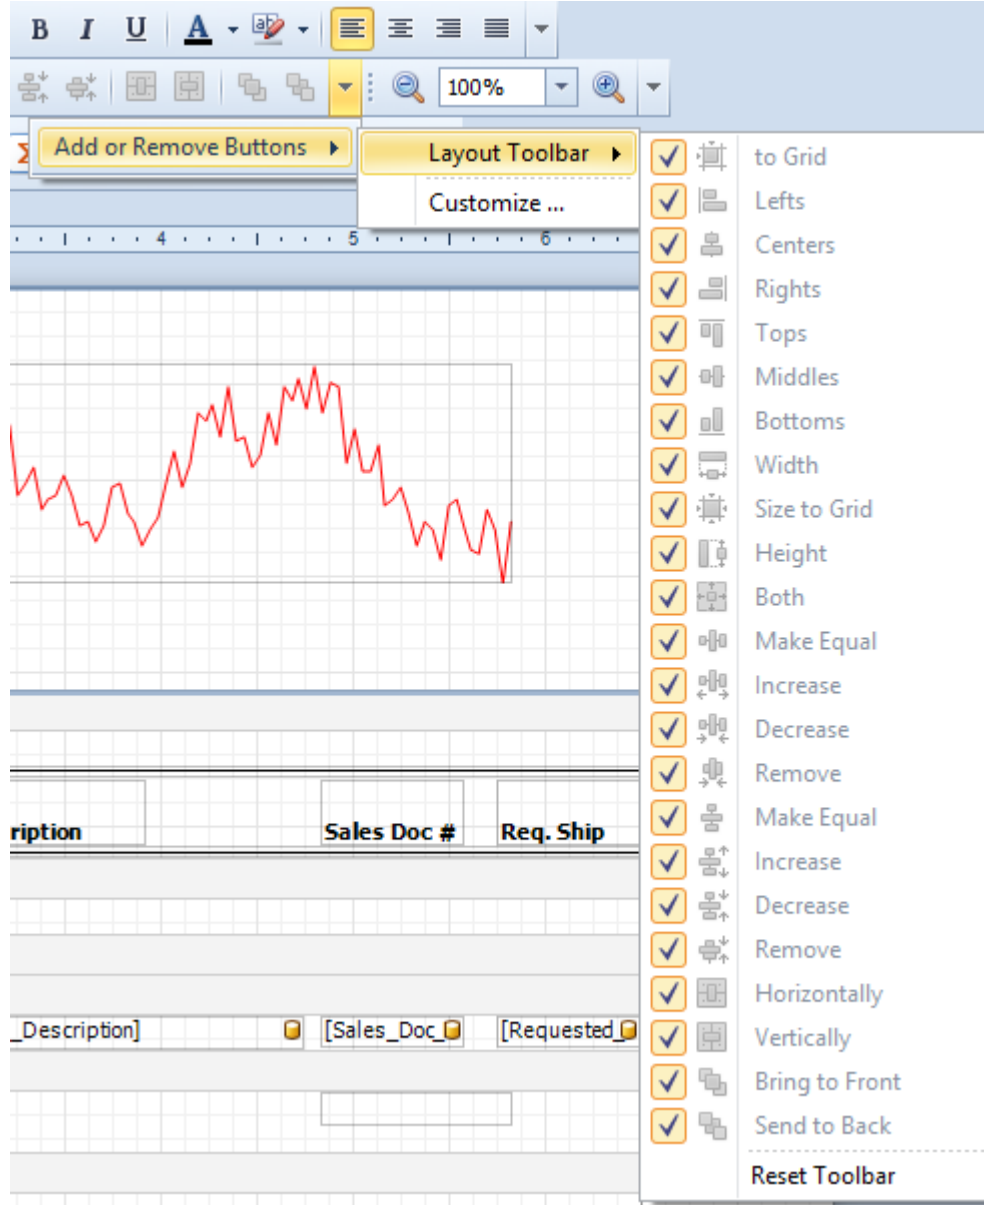 B I U A ab
100%
Add or Remove Buttons
Layout Toolbar
Customize ...
4 5 6
to Grid
Lefts
Centers
Rights
Tops
Middles
Bottoms
Width
Size to Grid
Height
Both
Make Equal
Increase
Decrease
Remove
Make Equal
Increase
Decrease
Remove
Horizontally
Vertically
Bring to Front
Send to Back
Reset Toolbar
ription Sales Doc # Req. Ship
_Description] [Sales_Doc_ [Requested_